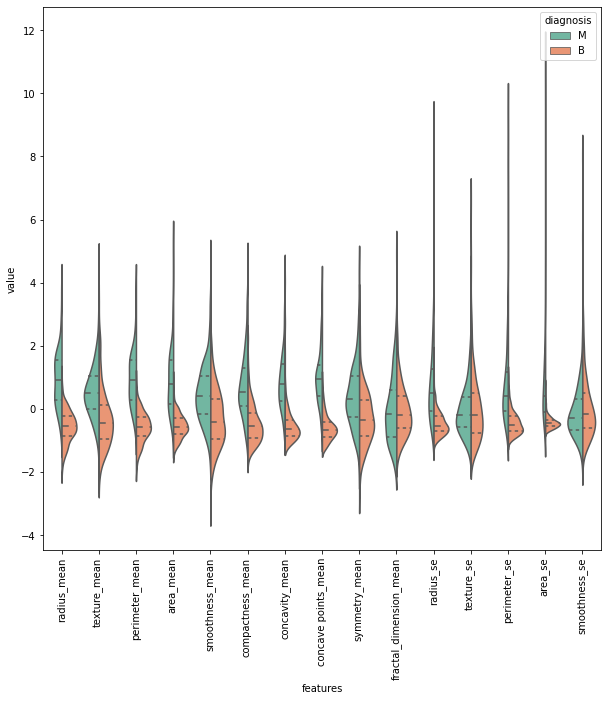 diagnosis
M
B
12
10
8
6
4
2
0
−2
−4
value
radius_mean
texture_mean
perimeter_mean
area_mean
smoothness_mean
compactness_mean
concavity_mean
concave points_mean
symmetry_mean
fractal_dimension_mean
radius_se
texture_se
perimeter_se
area_se
smoothness_se
features